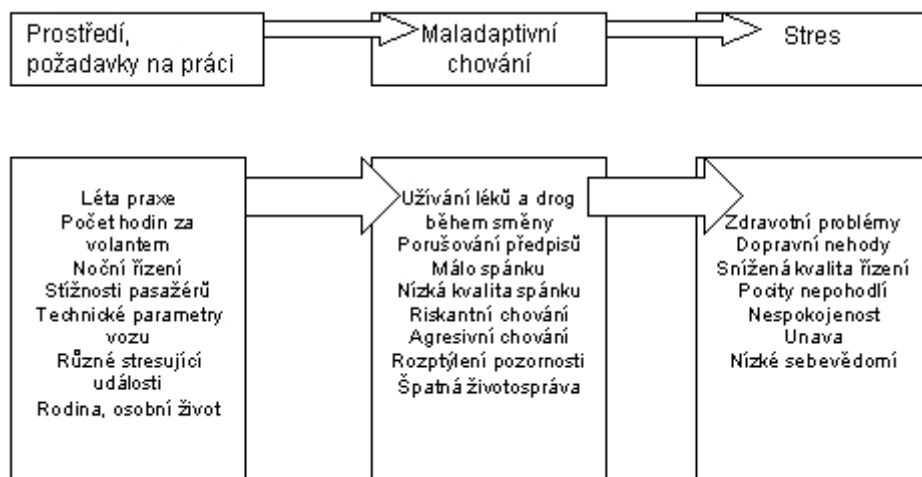 Prostředí,
požadavky na práci
Maladaptivní
chování
Stres
Léta praxe
Počet hodin za
volantem
Noční řízení
Stížnosti pasažérů
Technické parametry
vozu
Různé stresující
události
Rodina, osobní život
Užívání léků a drog
během směny
Porušování předpisů
Málo spánku
Nízká kvalita spánku
Riskantní chování
Agresivní chování
Rozptýlení pozornosti
Špatná životospráva
Zdravotní problémy
Dopravní nehody
Snížená kvalita řízení
Pocity nepohodlí
Nespokojenost
Unava
Nízké sebevědomí